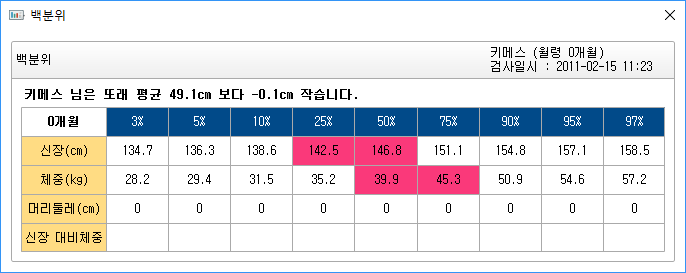 백분위
백분위
키메스 (월령 0개월)
검사일시 : 2011-02-15 11:23
키메스 님은 또래 평균 49.1cm 보다 -0.1cm 작습니다.
0개월 3% 5% 10% 25% 50% 75% 90% 95% 97%
신장(cm) 134.7 136.3 138.6 142.5 146.8 151.1 154.8 157.1 158.5
체중(kg) 28.2 29.4 31.5 35.2 39.9 45.3 50.9 54.6 57.2
머리둘레(cm) 0 0 0 0 0 0 0 0 0
신장 대비체중